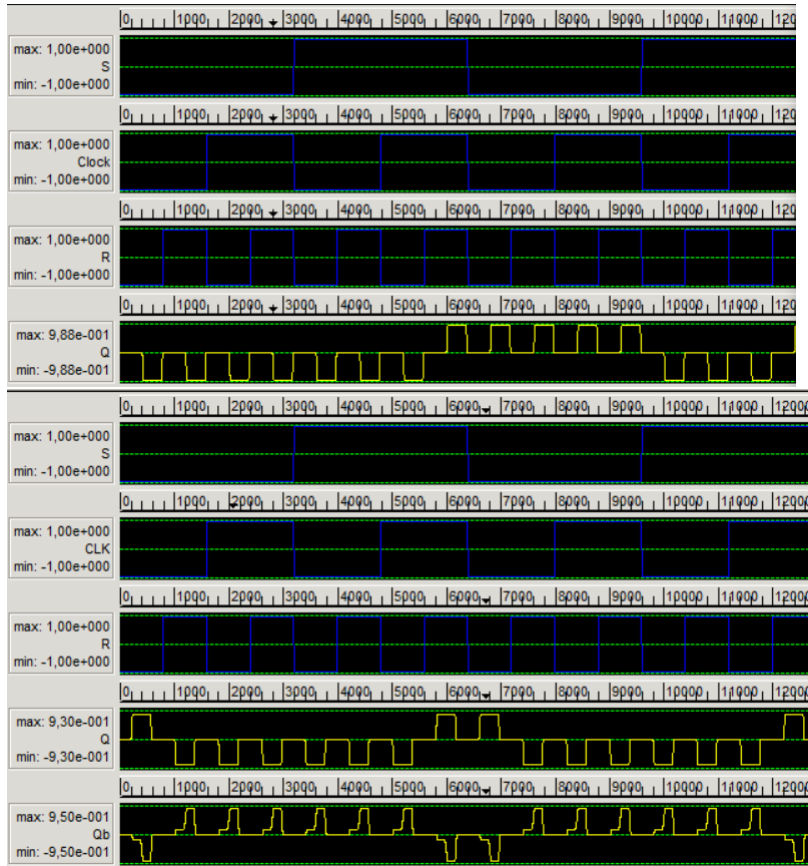 0 1000 2000 3000 4000 5000 6000 7000 8000 9000 10000 11000 120
max: 1,00e+000
S
min: -1,00e+000
0 1000 2000 3000 4000 5000 6000 7000 8000 9000 10000 11000 120
max: 1,00e+000
Clock
min: -1,00e+000
0 1000 2000 3000 4000 5000 6000 7000 8000 9000 10000 11000 1200
max: 1,00e+000
R
min: -1,00e+000
0 1000 2000 3000 4000 5000 6000 7000 8000 9000 10000 11000 120
max: 9,88e-001
Q
min: -9,88e-001
0 1000 2000 3000 4000 5000 6000 7000 8000 9000 10000 11000 12000
max: 1,00e+000
S
min: -1,00e+000
0 1000 2000 3000 4000 5000 6000 7000 8000 9000 10000 11000 12000
max: 1,00e+000
CLK
min: -1,00e+000
0 1000 2000 3000 4000 5000 6000 7000 8000 9000 10000 11000 12000
max: 1,00e+000
R
min: -1,00e+000
0 1000 2000 3000 4000 5000 6000 7000 8000 9000 10000 11000 12000
max: 9,30e-001
Q
min: -9,30e-001
0 1000 2000 3000 4000 5000 6000 7000 8000 9000 10000 11000 12000
max: 9,50e-001
Qb
min: -9,50e-001